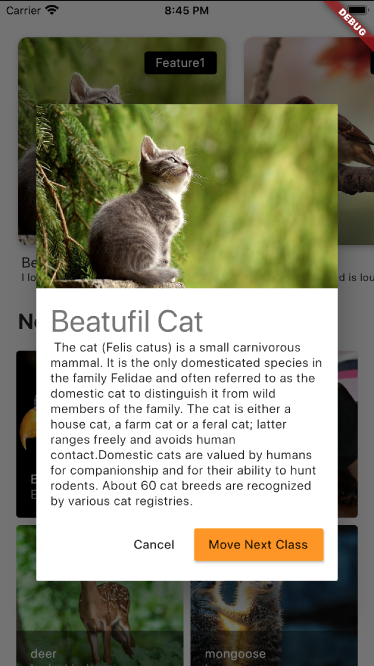 Carrier 8:45 PM
DEBUG
Feature1
Be
I lo
d is lou
Ne
B
B
Beatufil Cat
The cat (Felis catus) is a small carnivorous
mammal. It is the only domesticated species in
the family Felidae and often referred to as the
domestic cat to distinguish it from wild
members of the family. The cat is either a
house cat, a farm cat or a feral cat; latter
ranges freely and avoids human
contact.Domestic cats are valued by humans
for companionship and for their ability to hunt
rodents. About 60 cat breeds are recognized
by various cat registries.
Cancel Move Next Class
deer mongoose